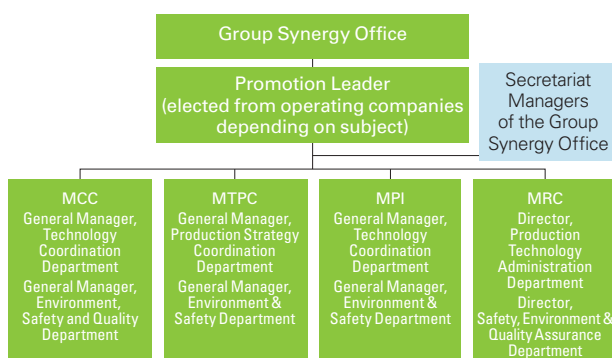 Group Synergy Office
Promotion Leader
(elected from operating companies
depending on subject)
Secretariat
Managers
of the Group
Synergy Office
MCC
General Manager,
Technology
Coordination
Department
General Manager,
Environment,
Safety and Quality
Department
MTPC
General Manager,
Production Strategy
Coordination
Department
General Manager,
Environment &
Safety Department
MPI
General Manager,
Technology
Coordination
Department
General Manager,
Environment &
Safety Department
MRC
Director,
Production
Technology
Administration
Department
Director,
Safety, Environment &
Quality Assurance
Department